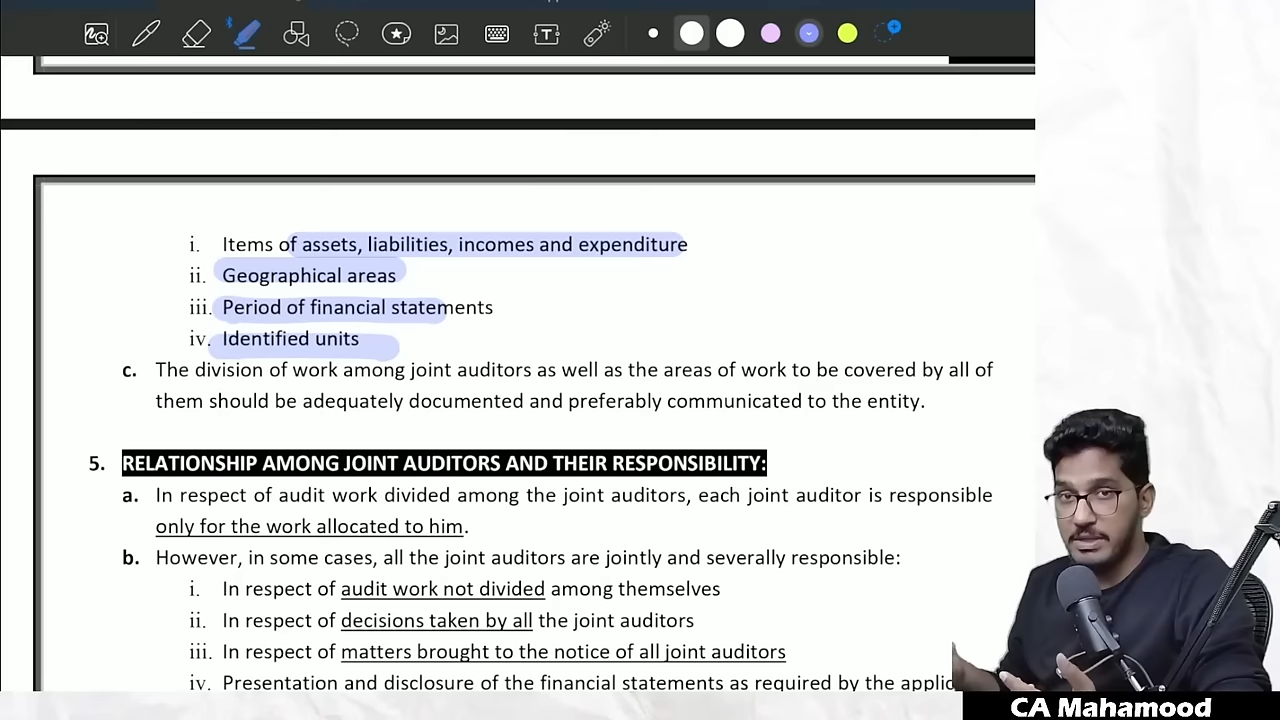 i. Items of assets, liabilities, incomes and expenditure
ii. Geographical areas
iii. Period of financial statements
iv. Identified units
c. The division of work among joint auditors as well as the areas of work to be covered by all of
them should be adequately documented and preferably communicated to the entity.
5. RELATIONSHIP AMONG JOINT AUDITORS AND THEIR RESPONSIBILITY:
a. In respect of audit work divided among the joint auditors, each joint auditor is responsible
only for the work allocated to him.
b. However, in some cases, all the joint auditors are jointly and severally responsible:
i. In respect of audit work not divided among themselves
ii. In respect of decisions taken by all the joint auditors
iii. In respect of matters brought to the notice of all joint auditors
iv. Presentation and disclosure of the financial statements as required by the
CA Mahamood